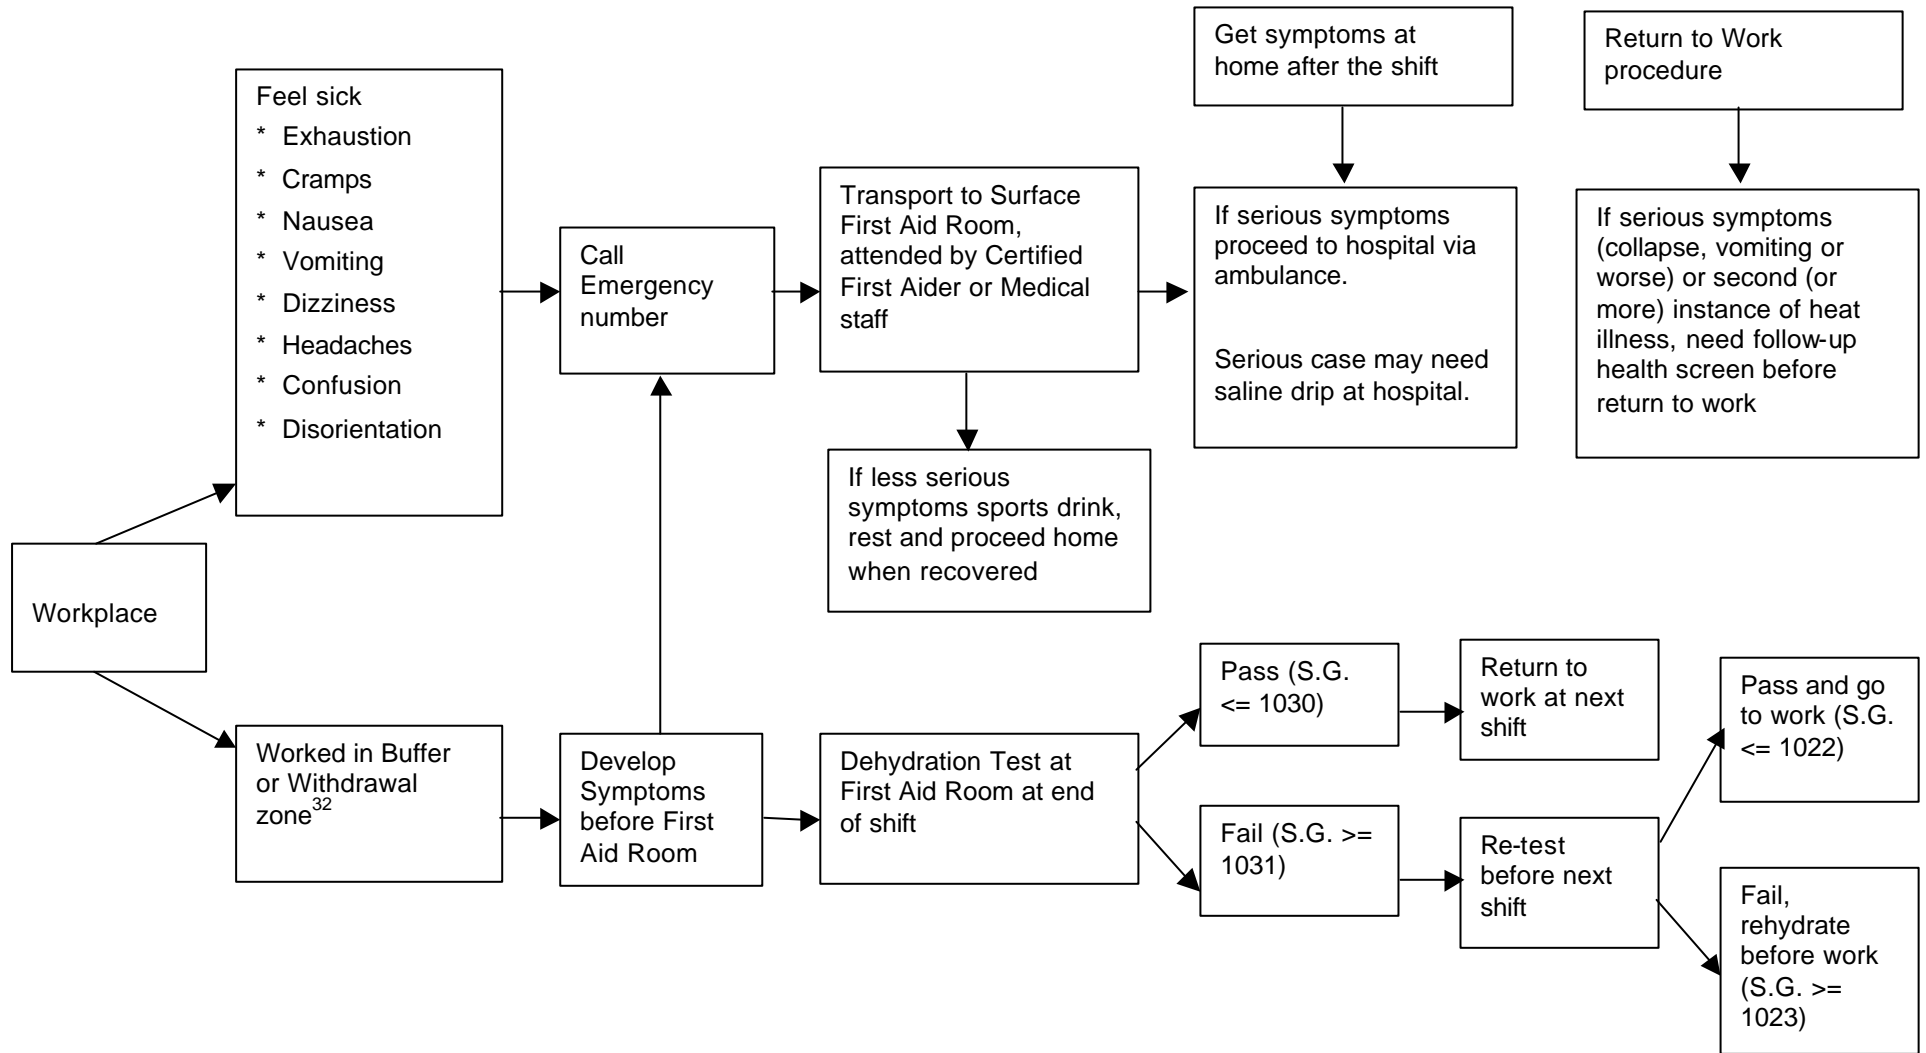 Get symptoms at
home after the shift
Return to Work
procedure
Feel sick
* Exhaustion
* Cramps
* Nausea
* Vomiting
* Dizziness
* Headaches
* Confusion
* Disorientation
Call
Emergency
number
Transport to Surface
First Aid Room,
attended by Certified
First Aider or Medical
staff
If serious symptoms
proceed to hospital via
ambulance.
Serious case may need
saline drip at hospital.
If serious symptoms
(collapse, vomiting or
worse) or second (or
more) instance of heat
illness, need follow-up
health screen before
return to work
If less serious
symptoms sports drink,
rest and proceed home
when recovered
Workplace
Worked in Buffer
or Withdrawal
zone32
Develop
Symptoms
before First
Aid Room
Dehydration Test at
First Aid Room at end
of shift
Pass (S.G.
<= 1030)
Return to
work at next
shift
Pass and go
to work (S.G.
<= 1022)
Fail (S.G. >=
1031)
Re-test
before next
shift
Fail,
rehydrate
before work
(S.G. >=
1023)